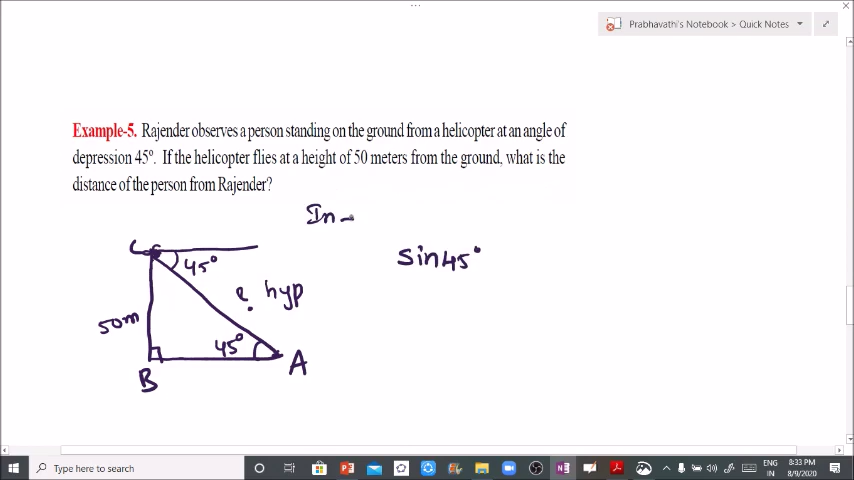 Prabhavathi's Notebook > Quick Notes
Example-5. Rajender observes a person standing on the ground from a helicopter at an angle of
depression 45º. If the helicopter flies at a height of 50 meters from the ground, what is the
distance of the person from Rajender?
In
sin45°
C
45°
hyp
50m
45°
B
A
Type here to search
ENG
IN
8:33 PM
8/9/2020